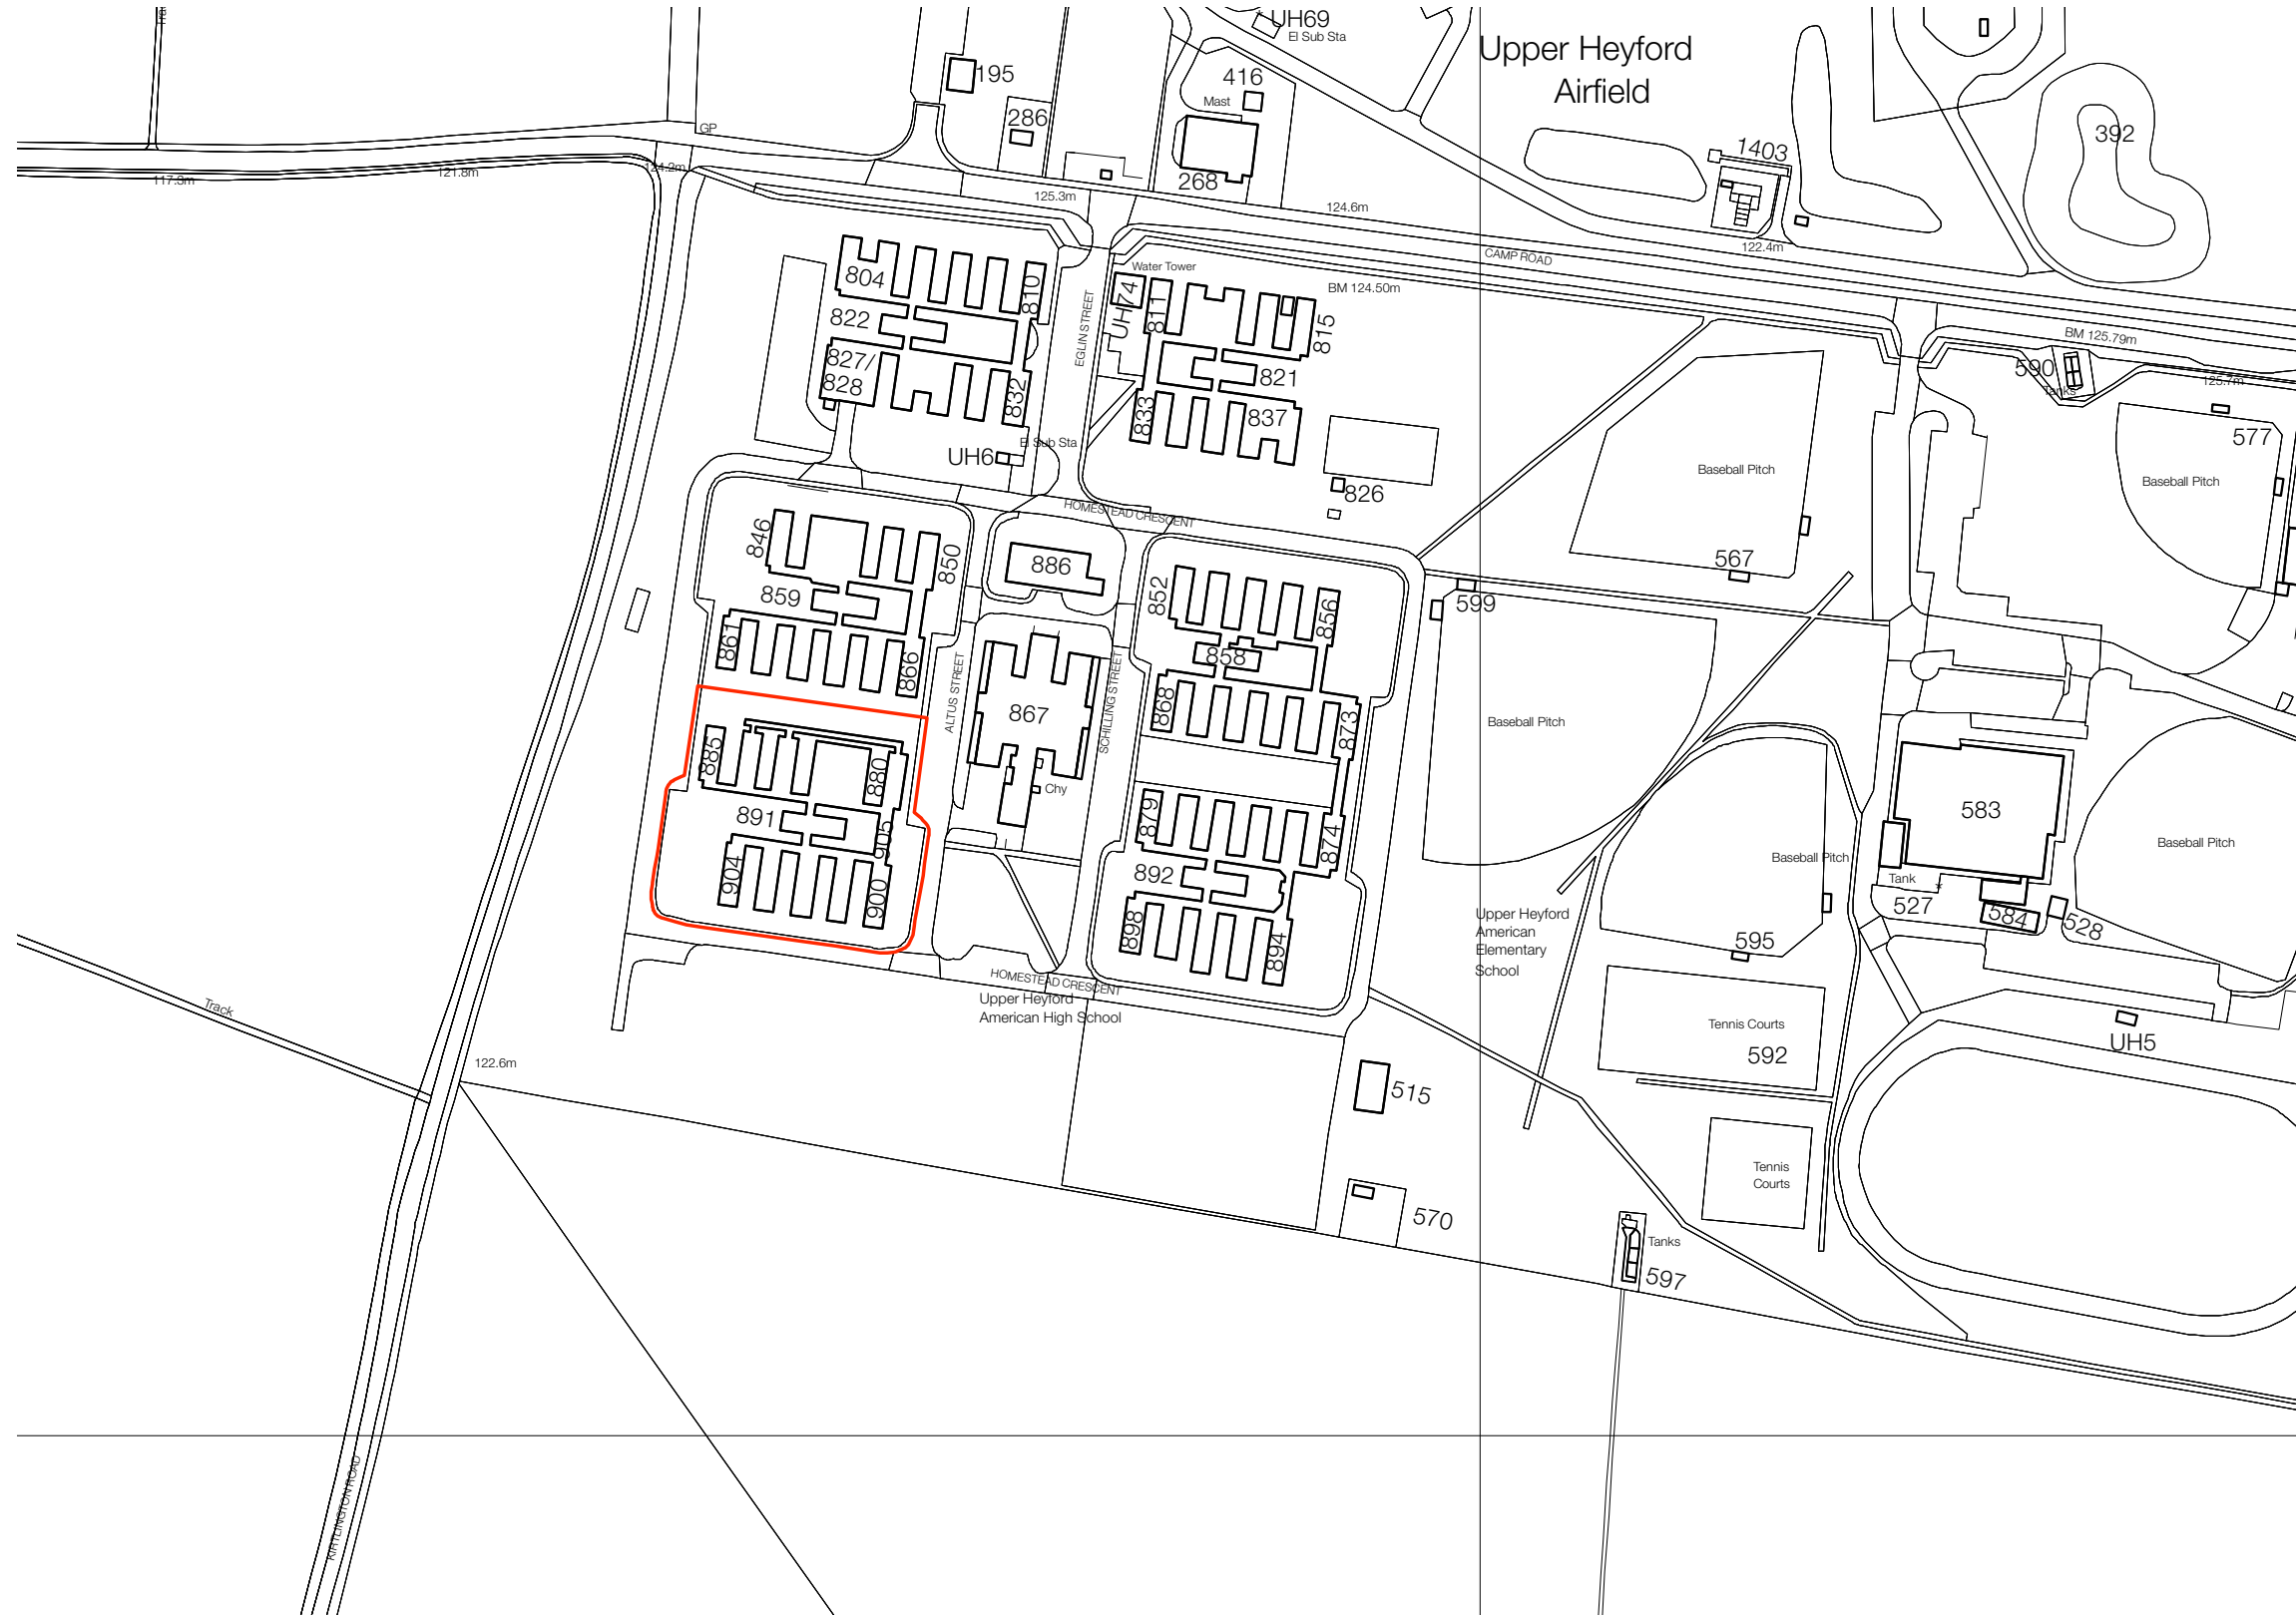 UH69
El Sub Sta
Upper Heyford
Airfield
195
416
Mast
286
268
GP
117.3m
121.8m
124.2m
125.3m
124.6m
1403
392
122.4m
CAMP ROAD
BM 124.50m
BM 125.79m
125.7m
590
Tanks
577
Water Tower
UH74
EGLIN STREET
804
810
811
815
822
827/
828
832
821
833
837
El Sub Sta
UH6
826
HOMESTEAD CRESCENT
Baseball Pitch
567
Baseball Pitch
846
850
886
859
852
856
861
866
858
599
ALTUS STREET
867
SCHILLING STREET
868
873
Baseball Pitch
885
880
Chy
891
905
879
874
583
Baseball Pitch
Baseball Pitch
904
900
892
898
894
Tank
527
584
528
Upper Heyford
American
Elementary
School
595
HOMESTEAD CRESCENT
Upper Heyford
American High School
Track
Tennis Courts
592
UH5
122.6m
515
Tennis
Courts
570
Tanks
597
KIRTLINGTON ROAD